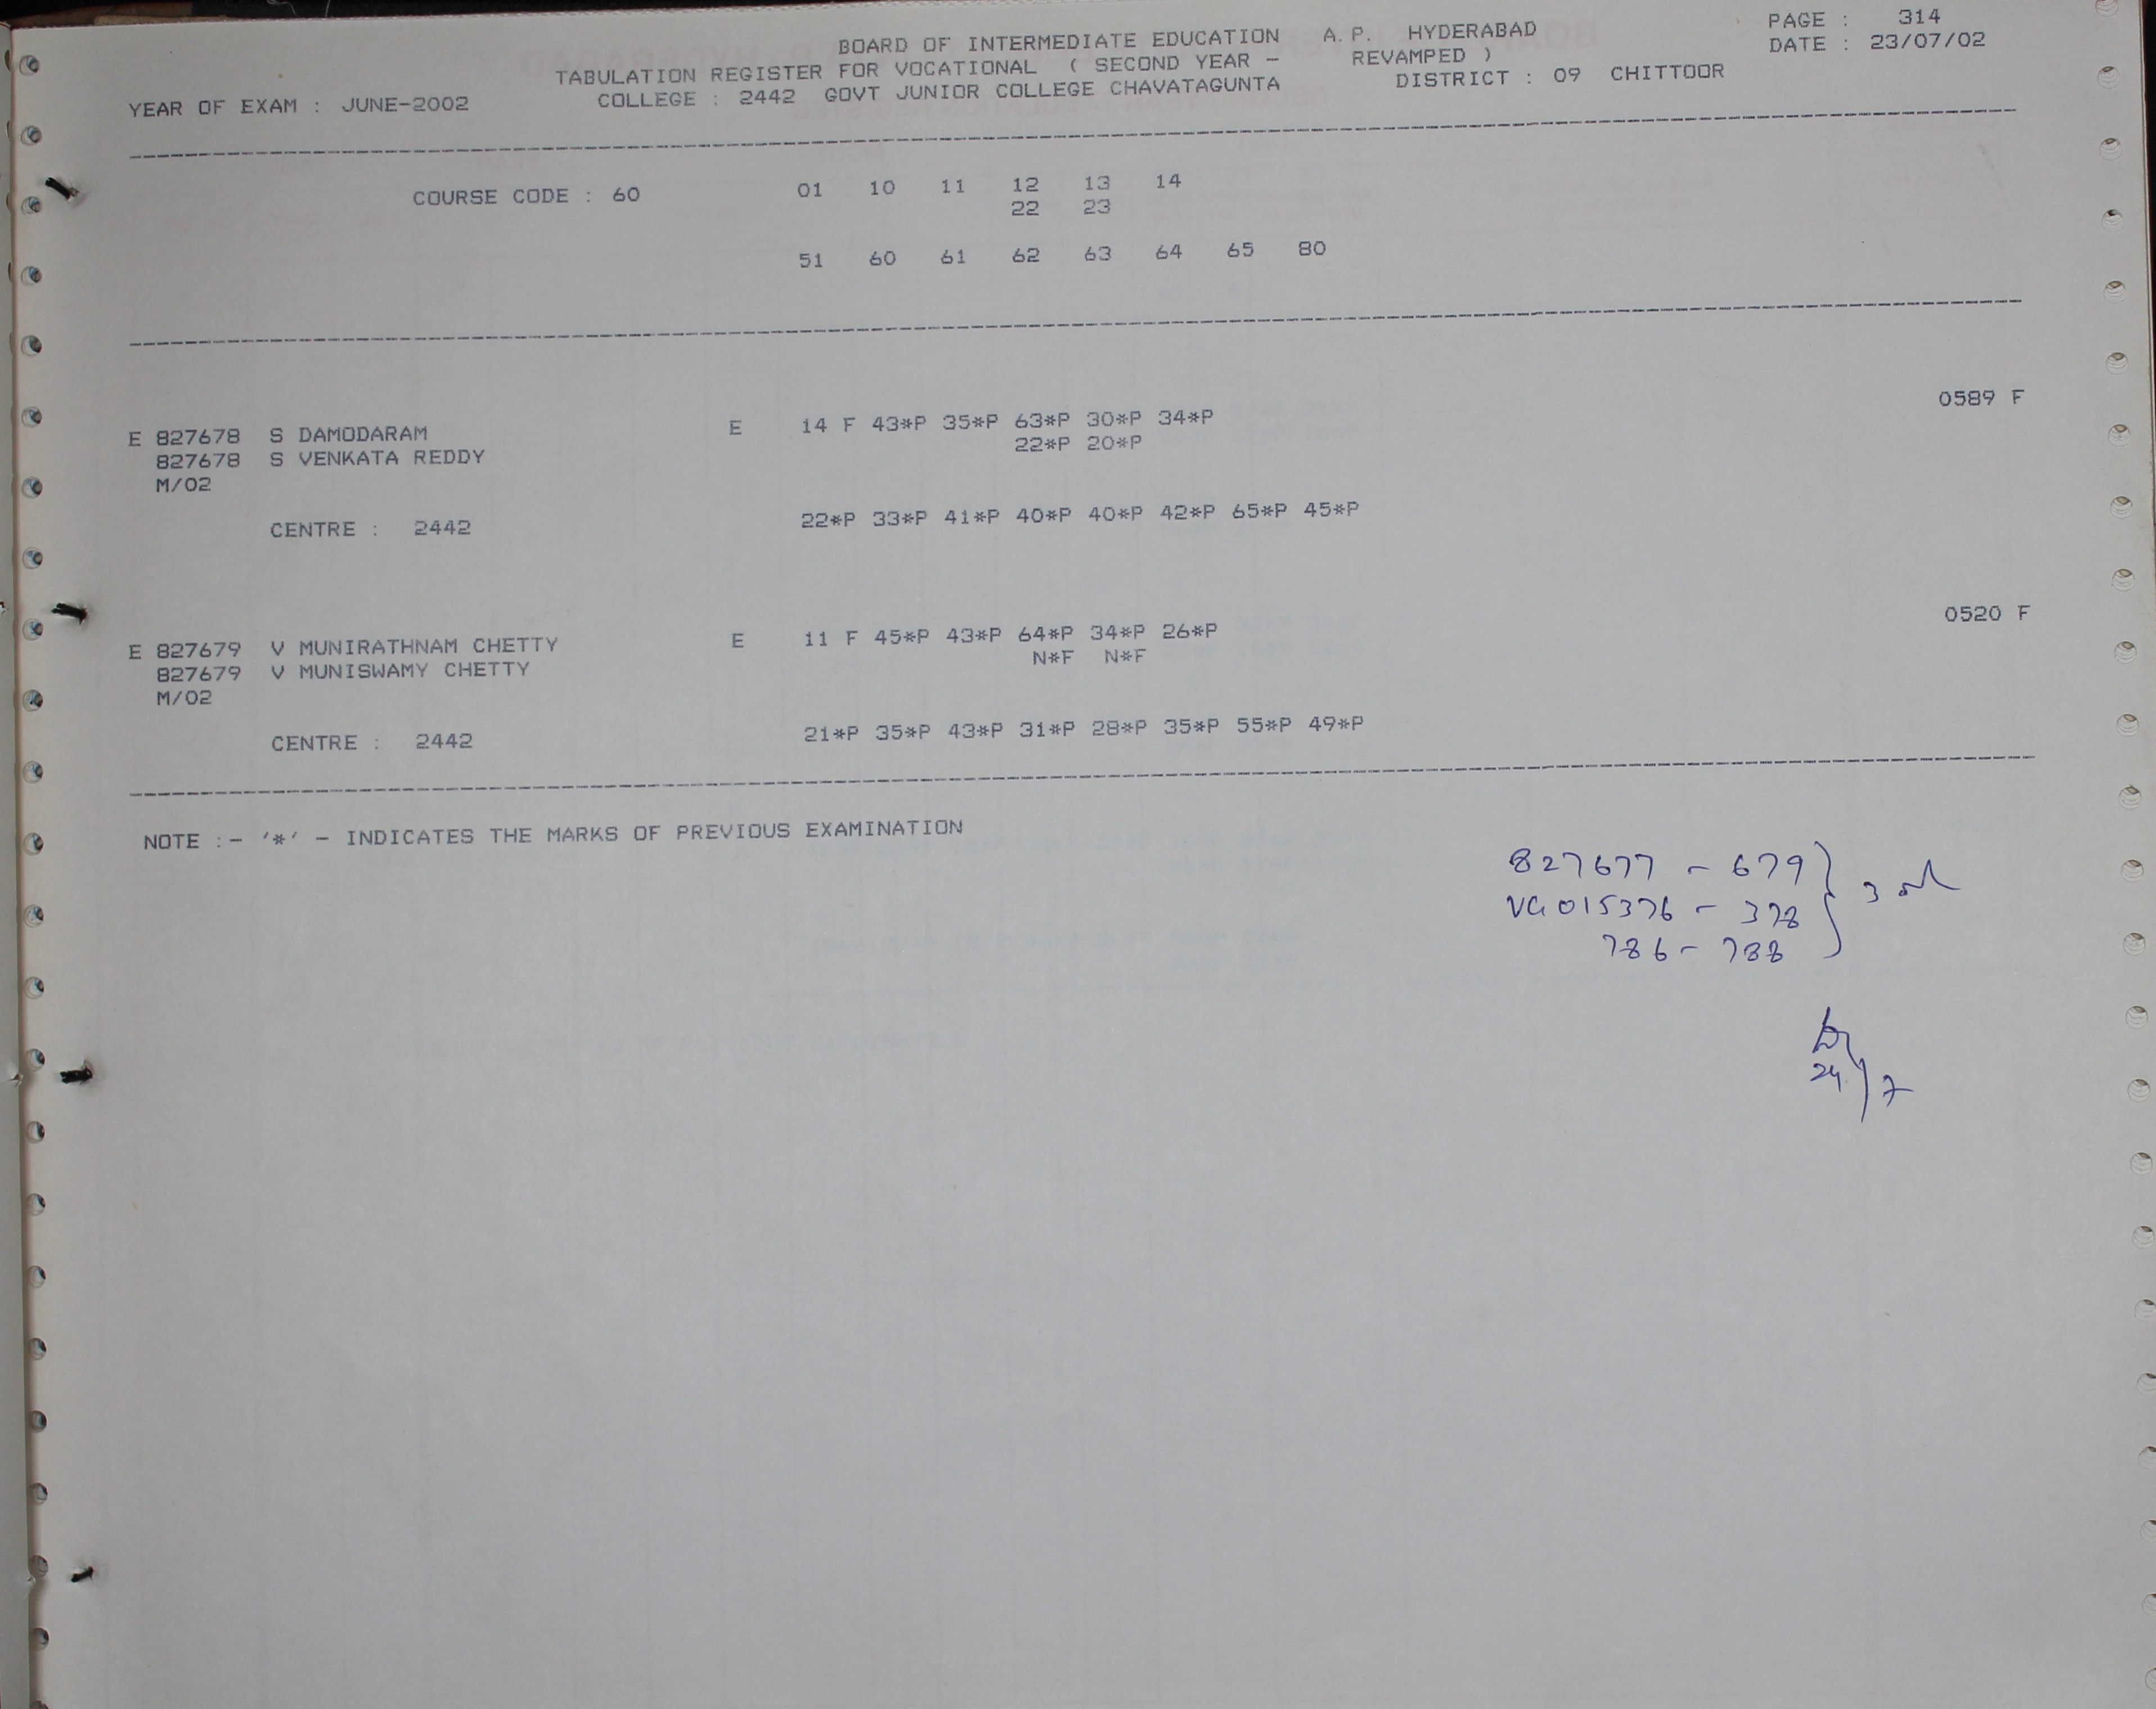 BOARD OF INTERMEDIATE EDUCATION A.P. HYDERABAD PAGE : 314
TABULATION REGISTER FOR VOCATIONAL ( SECOND YEAR - REVAMPED ) DATE : 23/07/02
YEAR OF EXAM : JUNE-2002 COLLEGE : 2442 GOVT JUNIOR COLLEGE CHAVATAGUNTA DISTRICT : 09 CHITTOOR
COURSE CODE : 60 01 10 11 12 13 14
22 23
51 60 61 62 63 64 65 80
E 827678 S DAMODARAM E 14 F 43*P 35*P 63*P 30*P 34*P 0589 F
827678 S VENKATA REDDY 22*P 20*P
M/02
CENTRE : 2442 22*P 33*P 41*P 40*P 40*P 42*P 65*P 45*P
E 827679 V MUNIRATHNAM CHETTY E 11 F 45*P 43*P 64*P 34*P 26*P 0520 F
827679 V MUNISWAMY CHETTY N*F N*F
M/02
CENTRE : 2442 21*P 35*P 43*P 31*P 28*P 35*P 55*P 49*P
NOTE :- '*' - INDICATES THE MARKS OF PREVIOUS EXAMINATION
827677 - 679
VG015376 - 378 3
786 - 788
24/7